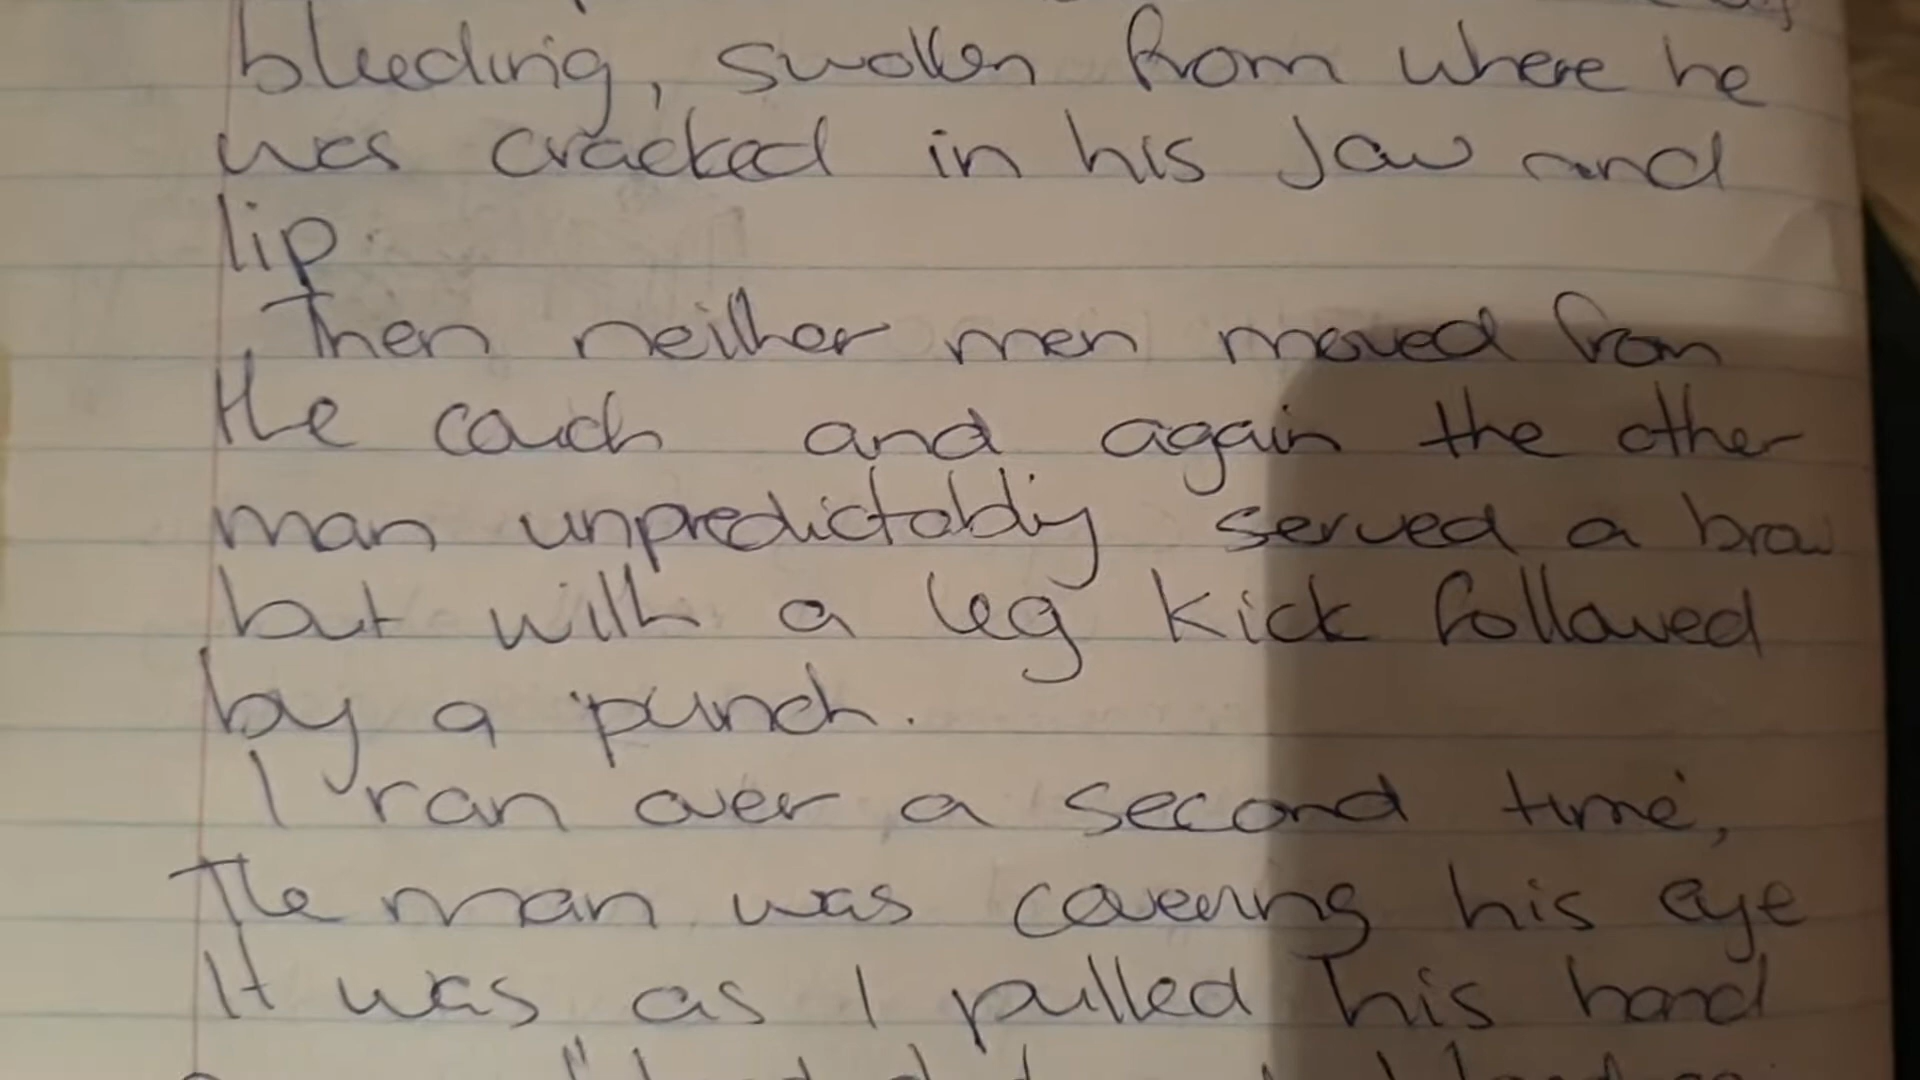 bleeding, swollen from where he
was cracked in his Jaw and
lip.
Then neither men moved from
the couch and again the other
man unpredictably served a brow
but with a leg kick followed
by a punch.
I ran over a second time,
The man was covering his eye
It was as I pulled his hand